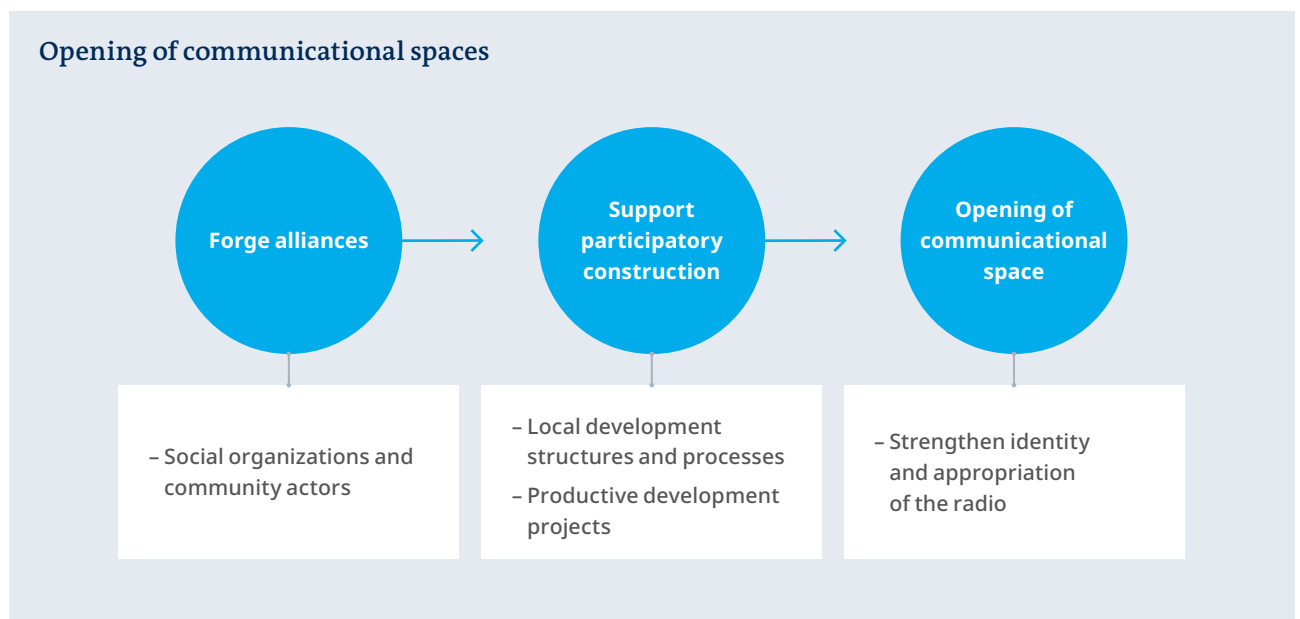 Opening of communicational spaces
Forge alliances
Support
participatory
construction
Opening of
communicational
space
– Social organizations and
community actors
– Local development
structures and processes
– Productive development
projects
– Strengthen identity
and appropriation
of the radio